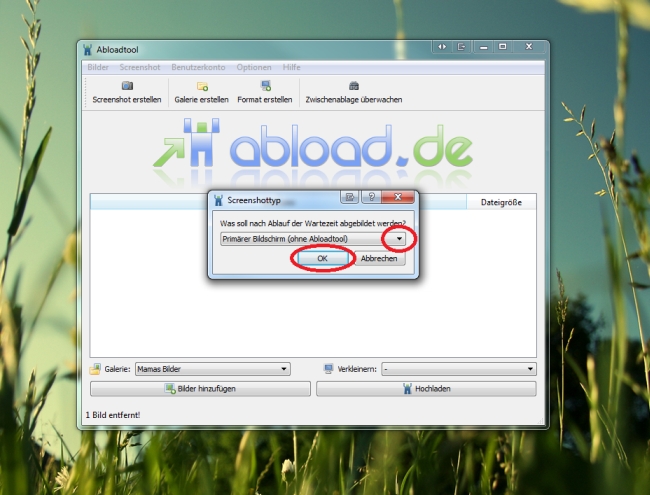 Abloadtool
Bilder Screenshot Benutzerkonto Optionen Hilfe
Screenshot erstellen Galerie erstellen Format erstellen Zwischenablage überwachen
abload.de
Dateigröße
Screenshottyp
Was soll nach Ablauf der Wartezeit abgebildet werden?
Primärer Bildschirm (ohne Abloadtool)
OK Abbrechen
Galerie: Mamas Bilder Verkleinern: -
Bilder hinzufügen Hochladen
1 Bild entfernt!